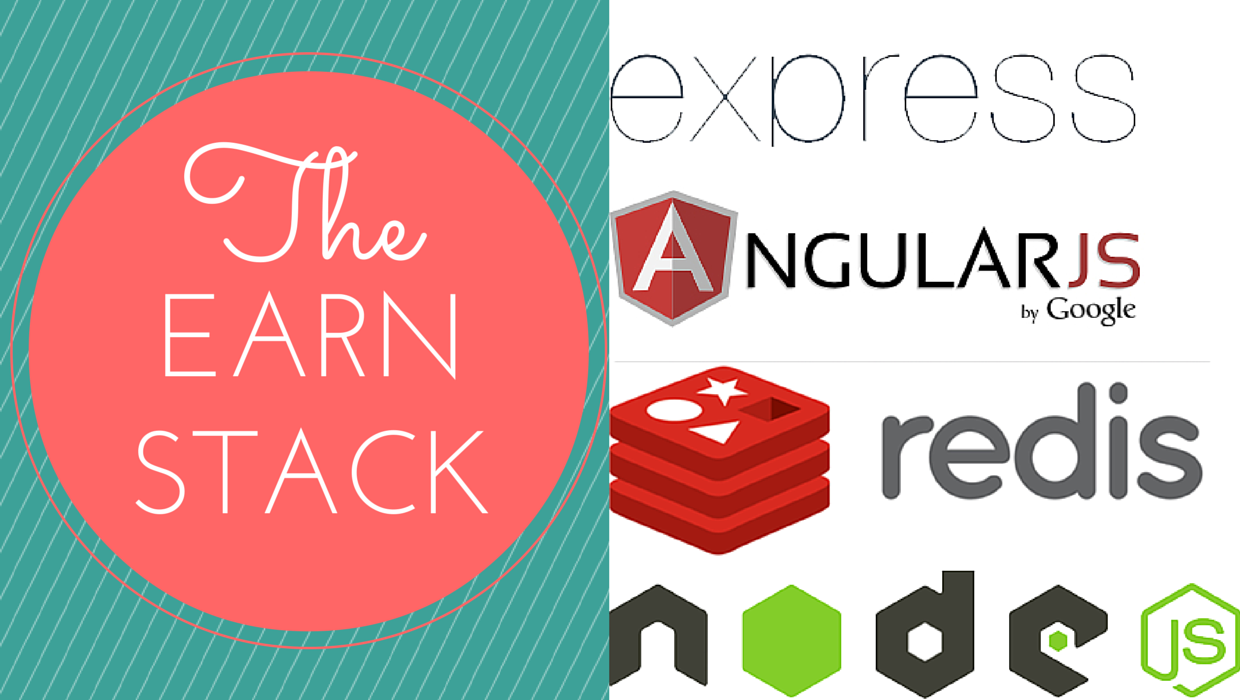 The
EARN
STACK
express
ANGULARJS
by Google
redis
node
JS